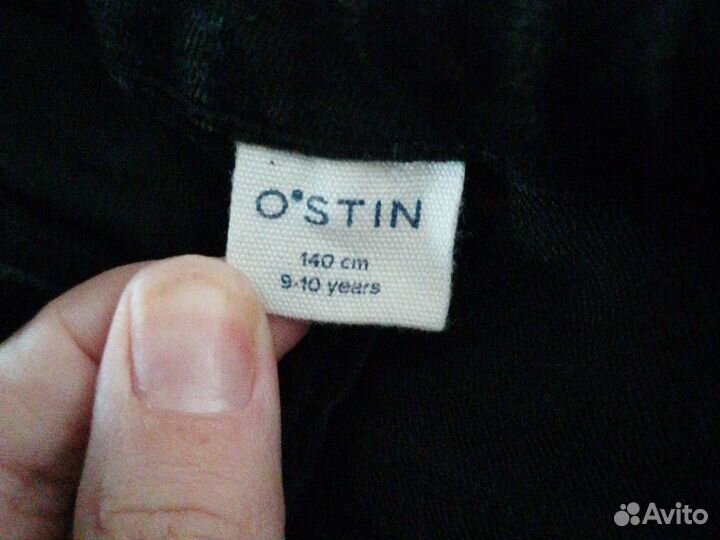 O'STIN
140 cm
9-10 years
Avito